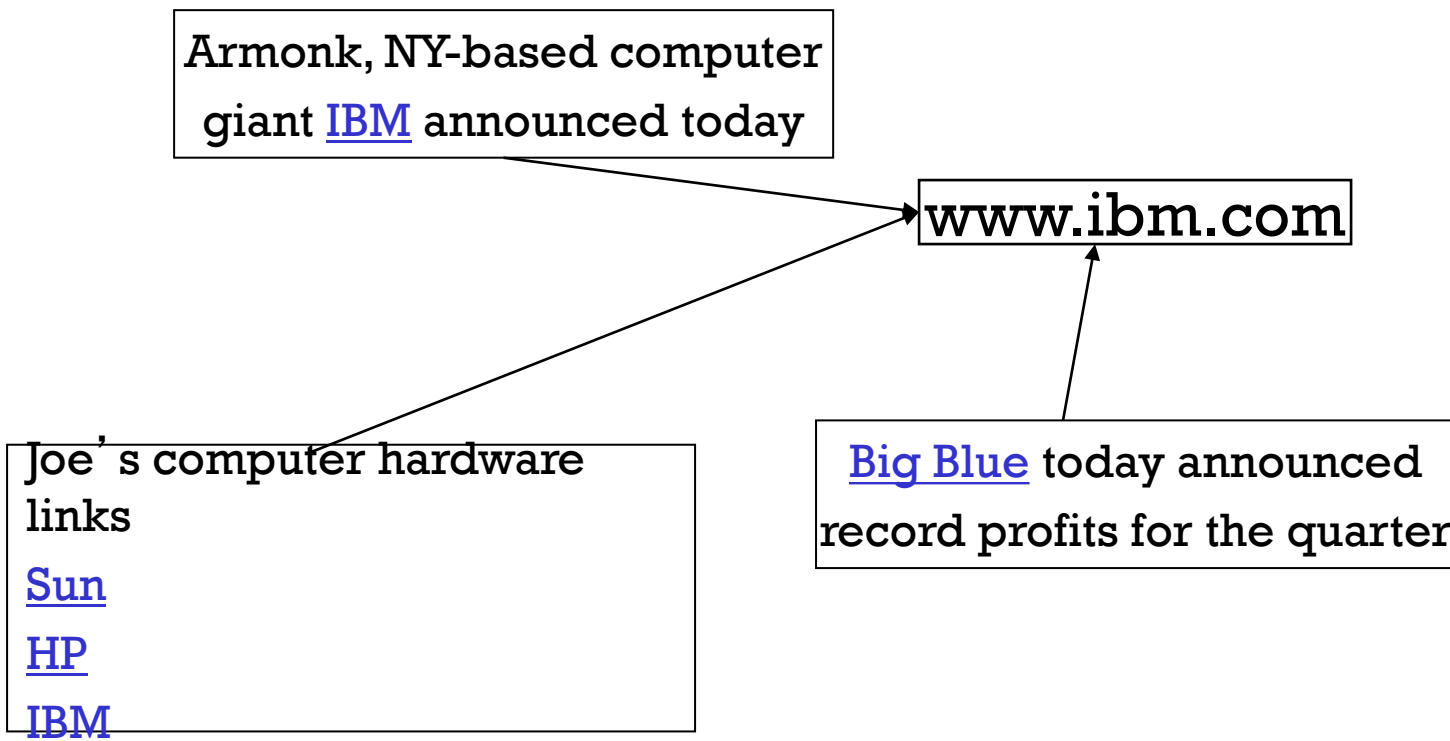 Armonk, NY-based computer
giant IBM announced today
www.ibm.com
Joe’s computer hardware
links
Sun
HP
IBM
Big Blue today announced
record profits for the quarter